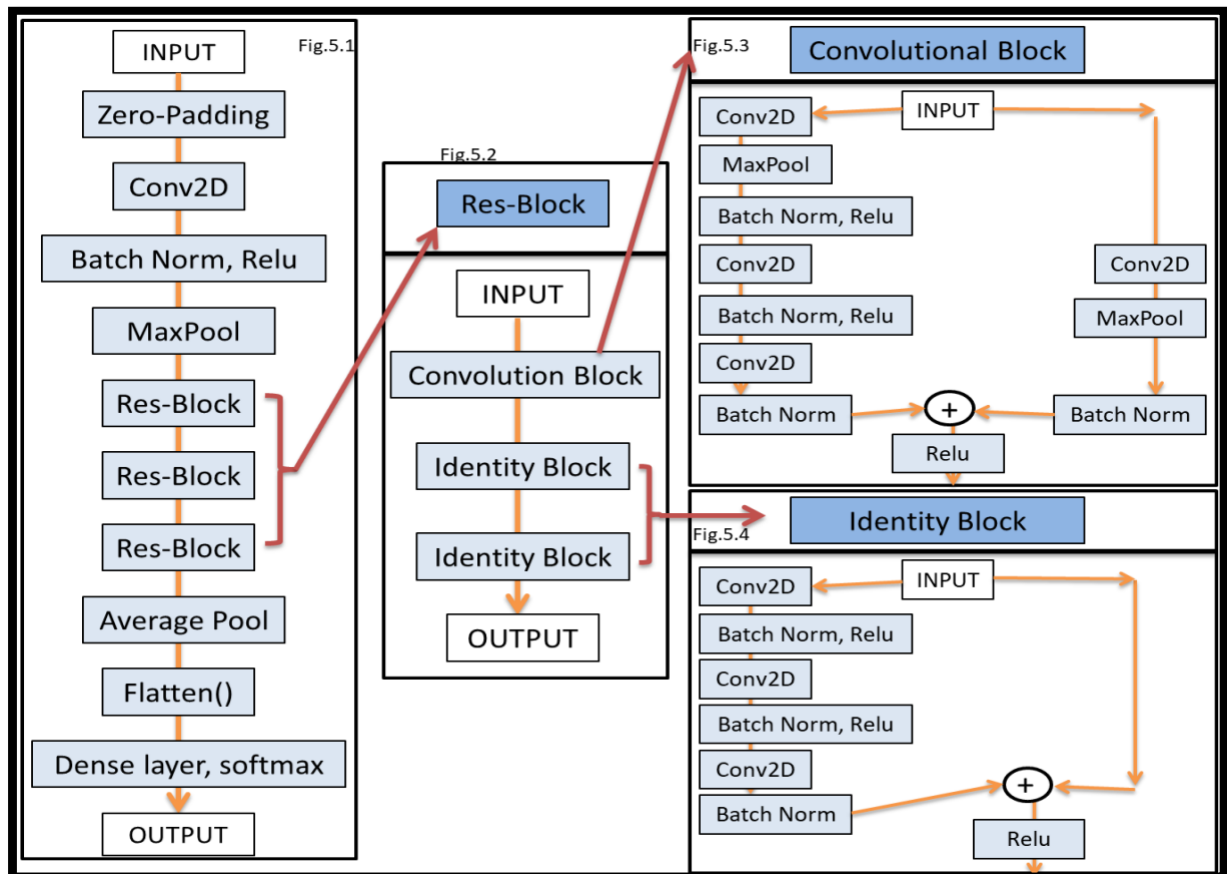 Fig.5.1
INPUT
Zero-Padding
Conv2D
Batch Norm, Relu
MaxPool
Res-Block
Res-Block
Res-Block
Average Pool
Flatten()
Dense layer, softmax
OUTPUT
Fig.5.2
Res-Block
INPUT
Convolution Block
Identity Block
Identity Block
OUTPUT
Fig.5.3
Convolutional Block
INPUT
Conv2D
MaxPool
Batch Norm, Relu
Conv2D
Batch Norm, Relu
Conv2D
Batch Norm
Conv2D
MaxPool
Batch Norm
+
Relu
Identity Block
Fig.5.4
INPUT
Conv2D
Batch Norm, Relu
Conv2D
Batch Norm, Relu
Conv2D
Batch Norm
+
Relu